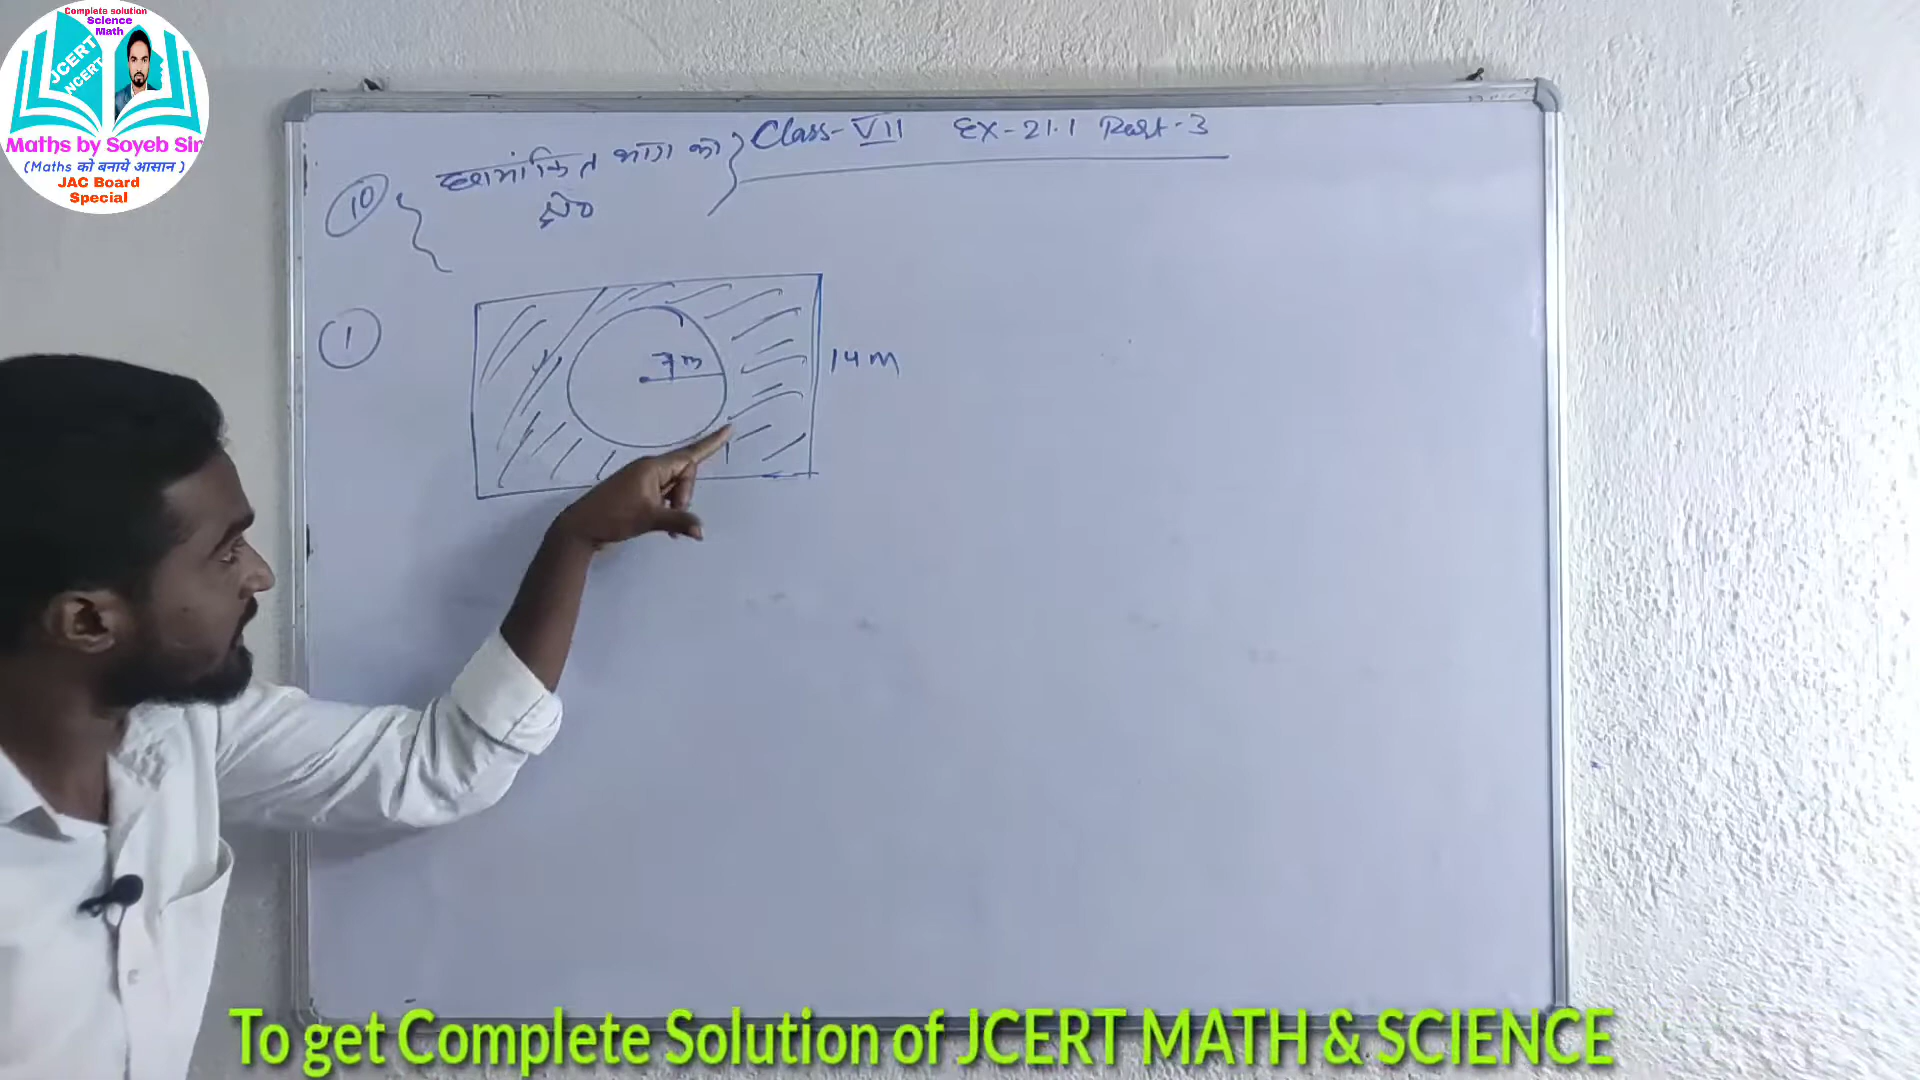 Complete solution
Science
Math
JCERT
NCERT
Maths by Soyeb Sir
(Maths को बनाये आसान )
JAC Board
Special
Class-VII Ex-21.1 Part-3
10 भाग का
1
7m
14m
To get Complete Solution of JCERT MATH & SCIENCE